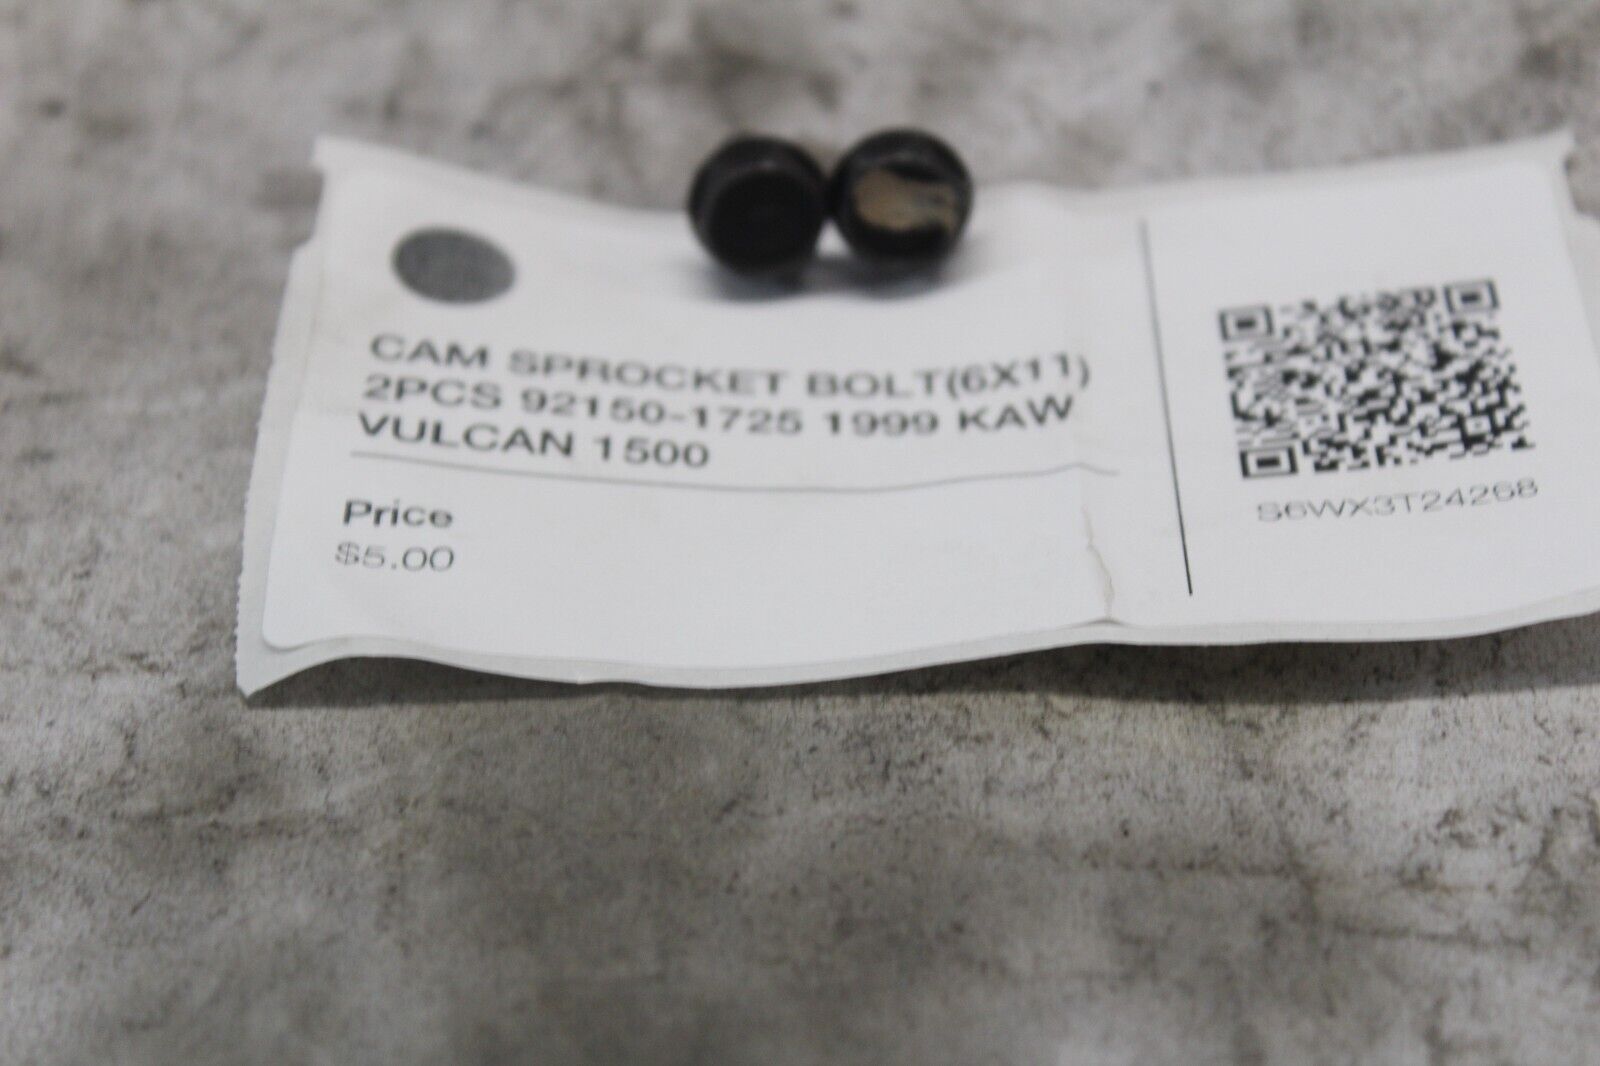 CAM SPROCKET BOLT(6X11)
2PCS 92150-1725 1999 KAW
VULCAN 1500
Price
$5.00
S6WX3T24268